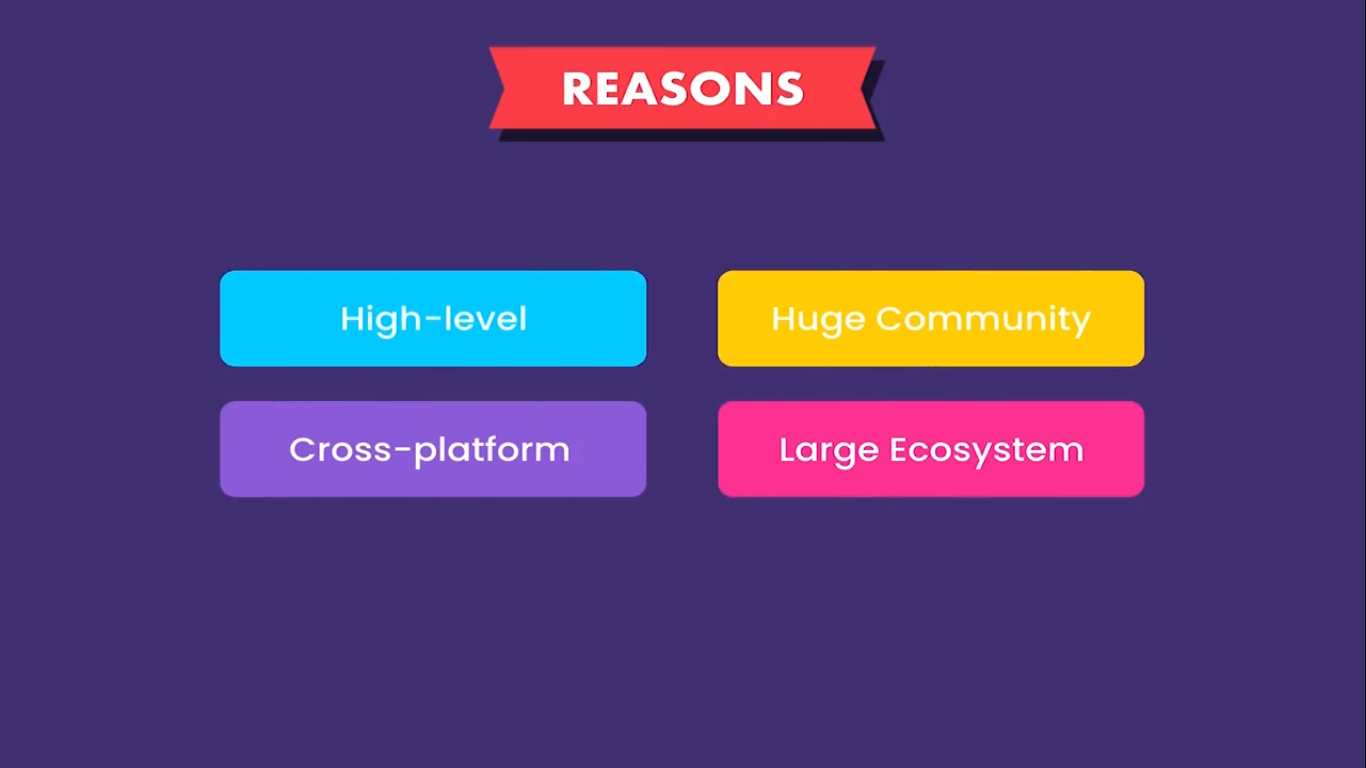 REASONS
High-level
Huge Community
Cross-platform
Large Ecosystem